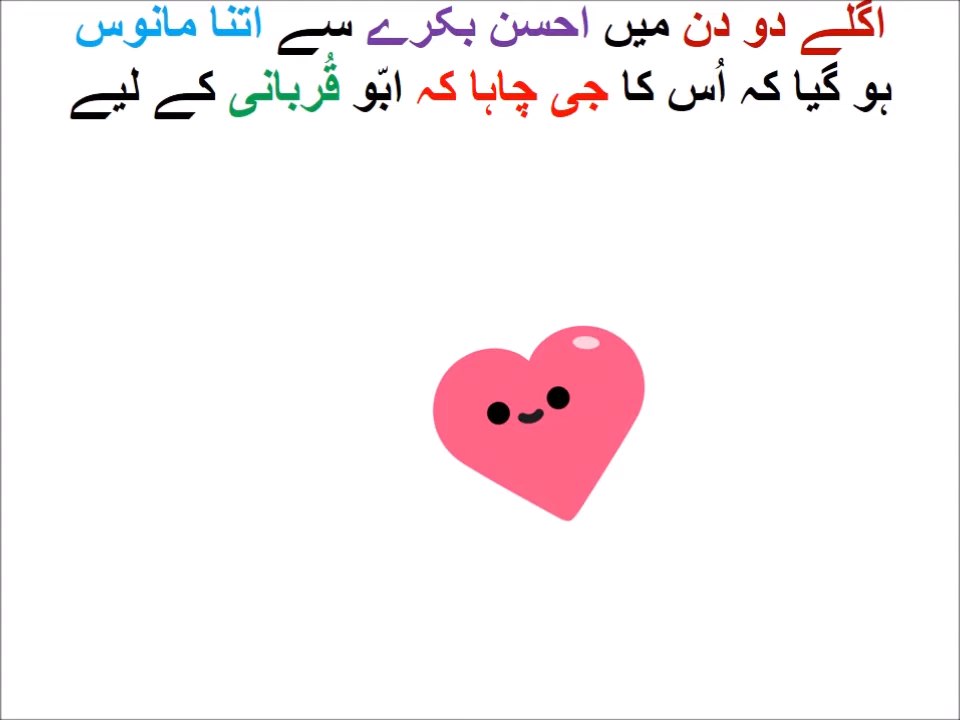 اگلے دو دن میں احسن بکرے سے اتنا مانوس
ہو گیا کہ اُس کا جی چاہا کہ ابّو قُربانی کے لیے